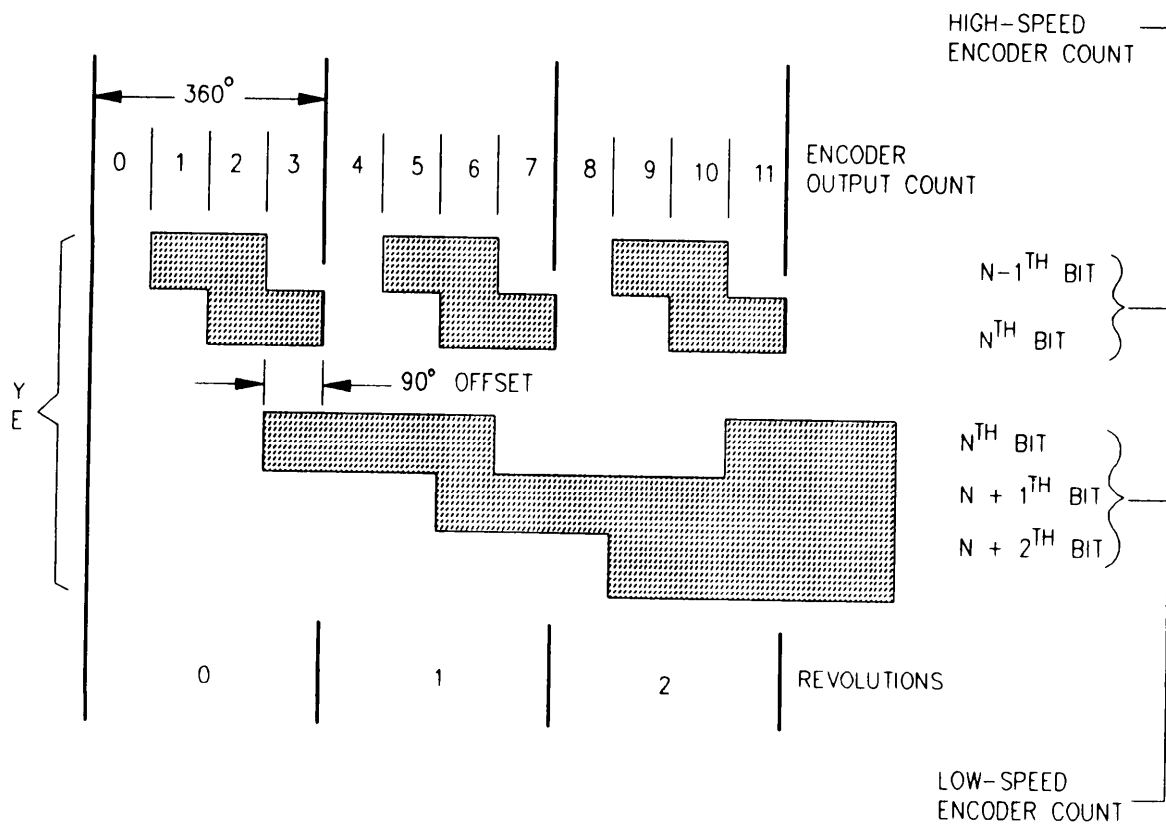 HIGH-SPEED
ENCODER COUNT
360°
0 1 2 3 4 5 6 7 8 9 10 11
ENCODER
OUTPUT COUNT
N-1TH BIT
NTH BIT
90° OFFSET
Y
E
NTH BIT
N + 1TH BIT
N + 2TH BIT
0 1 2 REVOLUTIONS
LOW-SPEED
ENCODER COUNT